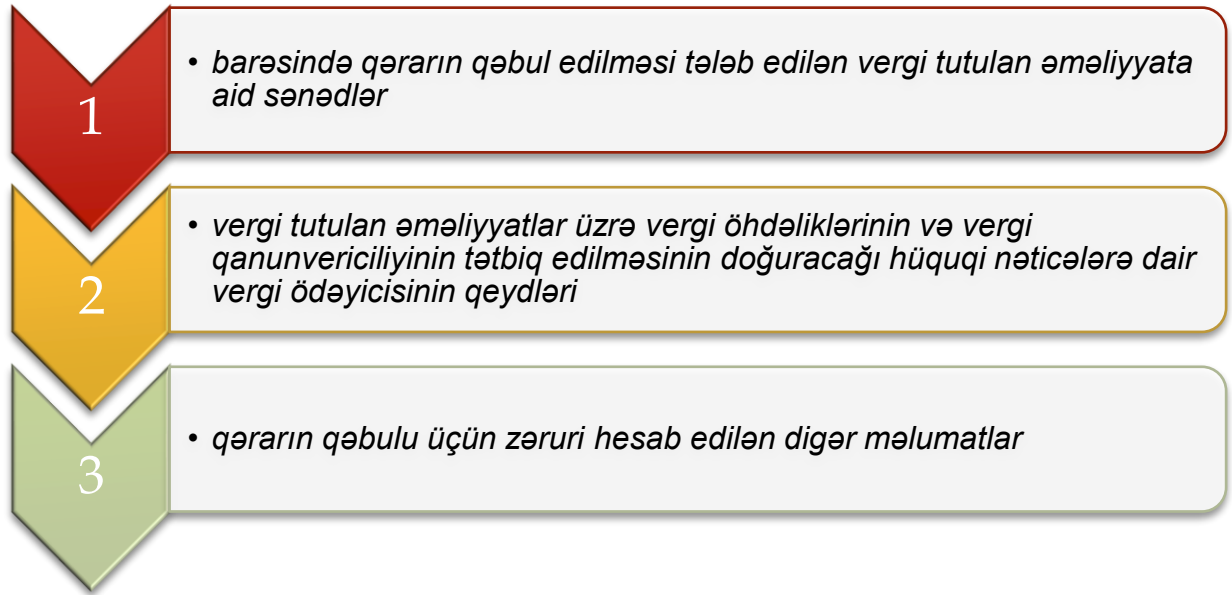 1
• barəsində qərarın qəbul edilməsi tələb edilən vergi tutulan əməliyyata
aid sənədlər
2
• vergi tutulan əməliyyatlar üzrə vergi öhdəliklərinin və vergi
qanunvericiliyinin tətbiq edilməsinin doğuracağı hüquqi nəticələrə dair
vergi ödəyicisinin qeydləri
3
• qərarın qəbulu üçün zəruri hesab edilən digər məlumatlar